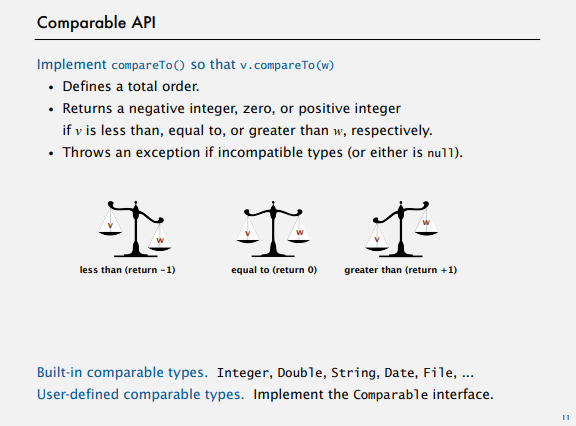 Comparable API
Implement compareTo() so that v.compareTo(w)
• Defines a total order.
• Returns a negative integer, zero, or positive integer
if v is less than, equal to, or greater than w, respectively.
• Throws an exception if incompatible types (or either is null).
v
w
v
w
v
w
less than (return -1)
equal to (return 0)
greater than (return +1)
Built-in comparable types. Integer, Double, String, Date, File, ...
User-defined comparable types. Implement the Comparable interface.
11